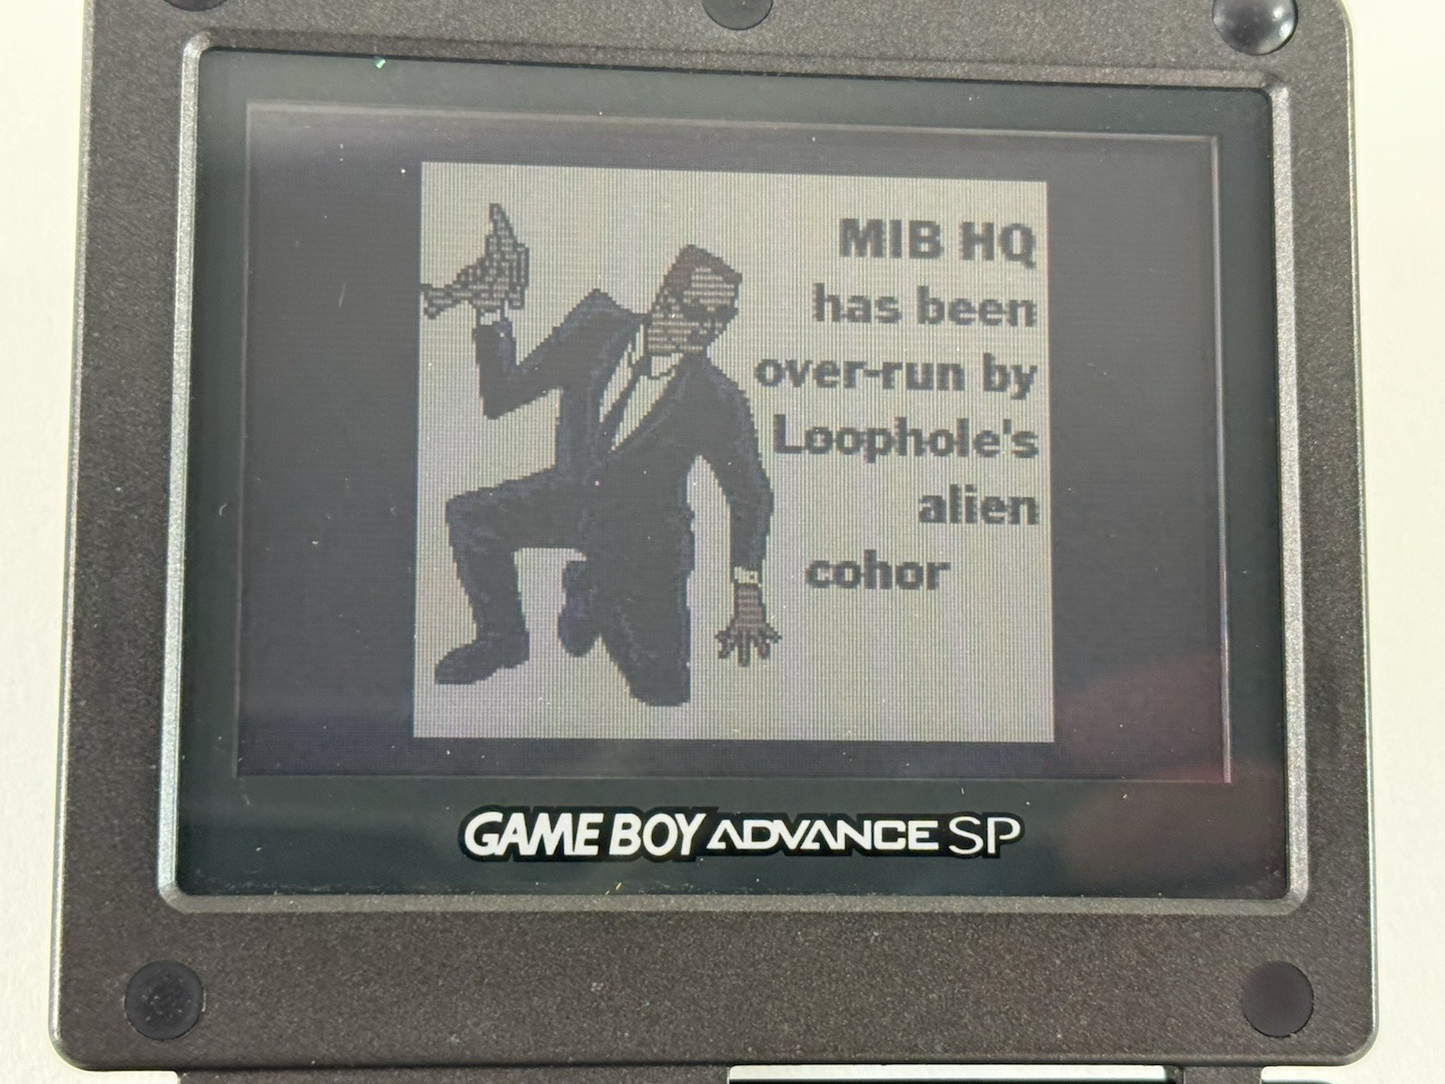 MIB HQ
has been
over-run by
Loophole's
alien
cohor
GAME BOY ADVANCE SP